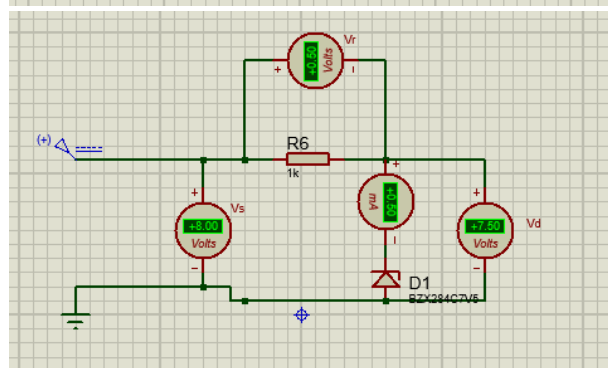 Vr
+0.50
Volts
+ −
(+)
R6
1k
+
+
+
Vs
+8.00
Volts
−
+0.50
mA
−
+7.50
Volts
−
Vd
D1
BZX284C7V5